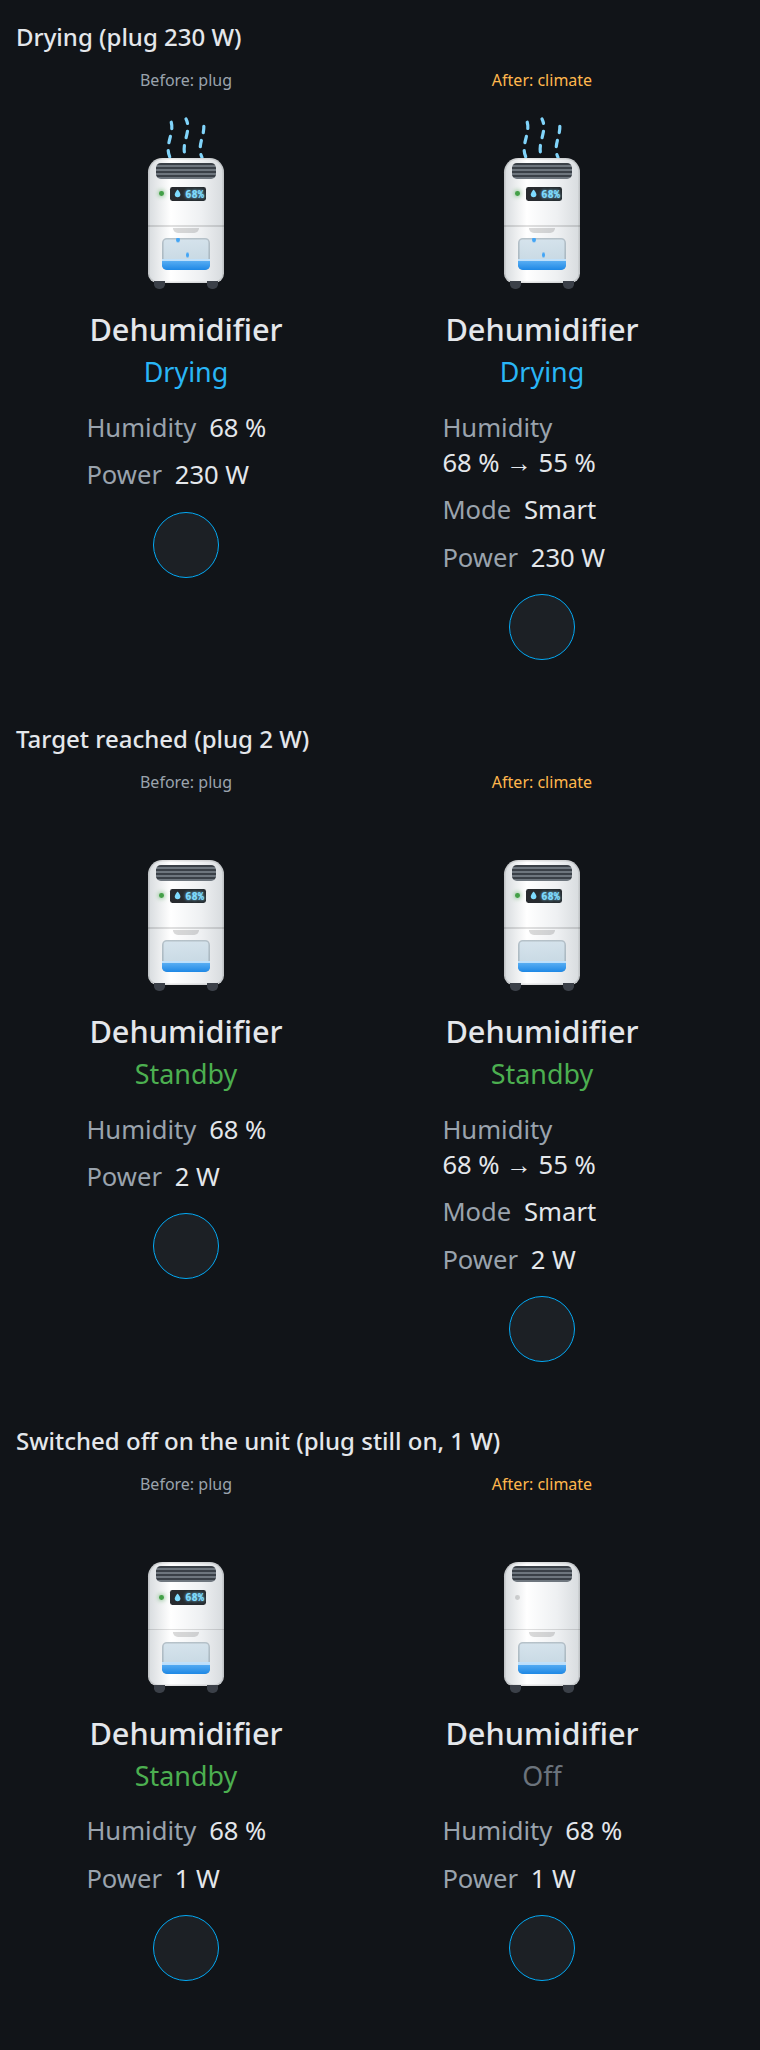 Drying (plug 230 W)
Before: plug
After: climate
68%
68%
Dehumidifier
Dehumidifier
Drying
Drying
Humidity 68 %
Humidity
68 % → 55 %
Power 230 W
Mode Smart
Power 230 W
Target reached (plug 2 W)
Before: plug
After: climate
68%
68%
Dehumidifier
Dehumidifier
Standby
Standby
Humidity 68 %
Humidity
68 % → 55 %
Power 2 W
Mode Smart
Power 2 W
Switched off on the unit (plug still on, 1 W)
Before: plug
After: climate
68%
Dehumidifier
Dehumidifier
Standby
Off
Humidity 68 %
Humidity 68 %
Power 1 W
Power 1 W